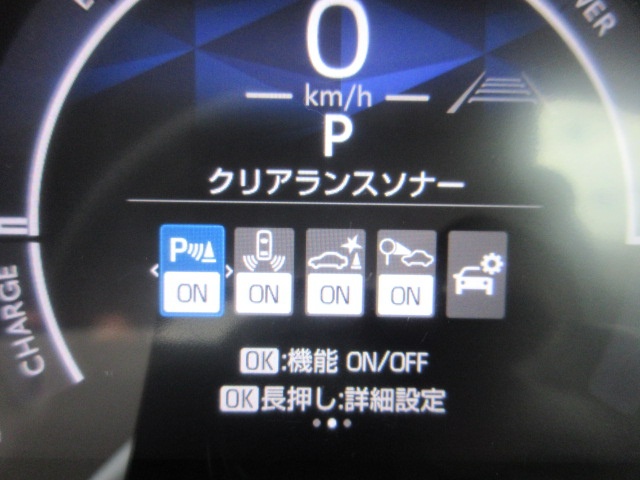 0
km/h
P
クリアランスソナー
P
ON ON ON ON
OK:機能 ON/OFF
OK長押し:詳細設定
CHARGE